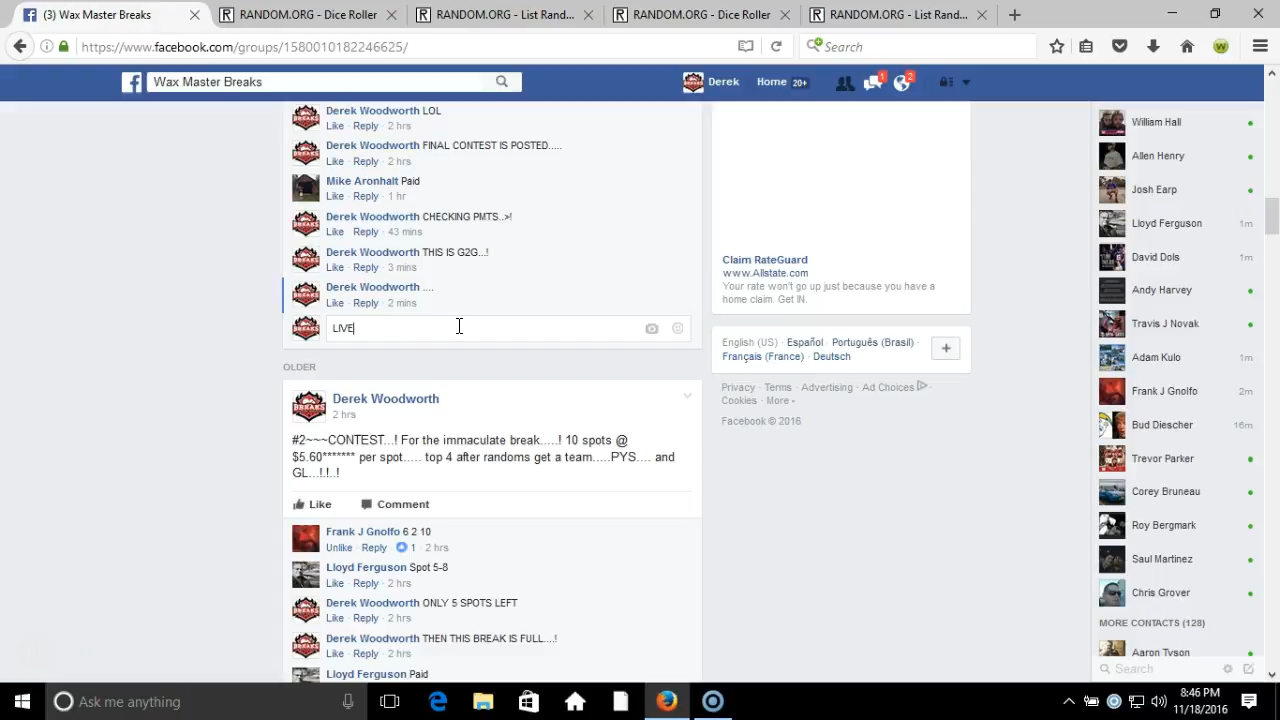 (3) Wax Master Breaks
RANDOM.ORG - Dice Roller
RANDOM.ORG - List Rand...
RANDOM.ORG - Dice Roller
RANDOM.ORG - List Rand...
https://www.facebook.com/groups/1580010182246625/
Search
Wax Master Breaks
Derek
Home 20+
1
2
Derek Woodworth LOL
Like · Reply · 2 hrs
Derek Woodworth FINAL CONTEST IS POSTED.....
Like · Reply · 2 hrs
Mike Aronhalt Paid
Like · Reply · 1 hr
Derek Woodworth CHECKING PMTS..>!
Like · Reply · 43 mins
Derek Woodworth THIS IS G2G...!
Like · Reply · 3 mins
Derek Woodworth ....
Like · Reply · 2 mins
LIVE
OLDER
Derek Woodworth
2 hrs
#2~~~CONTEST...! For the immaculate break.....! 10 spots @
$5.60******* per spot..... top 4 after randoms get a team.....PYS.... and
GL...!.!..!
Like
Comment
Frank J Gnolfo 6 2 10
Unlike · Reply · 1 · 2 hrs
Lloyd Ferguson Spot 5-8
Like · Reply · 2 hrs
Derek Woodworth ONLY 5 SPOTS LEFT
Like · Reply · 2 hrs
Derek Woodworth THEN THIS BREAK IS FULL....!
Like · Reply · 2 hrs
Lloyd Ferguson Paid
Claim RateGuard
www.Allstate.com
Your rate won't go up just because you have a
home claim. Get IN.
English (US) · Español · Português (Brasil) ·
Français (France) · Deutsch
Privacy · Terms · Advertising · Ad Choices ·
Cookies · More
Facebook © 2016
William Hall
Allen Henry
Josh Earp
Lloyd Ferguson 1m
David Dols 1m
Andy Harvey
Travis J Novak
Adam Kulo 1m
Frank J Gnolfo 2m
Bud Diescher 16m
Trevor Parker
Corey Bruneau
Roy Bergmark
Saul Martinez
Chris Grover
MORE CONTACTS (128)
Aaron Tyson
Search
Ask me anything
8:46 PM
11/18/2016